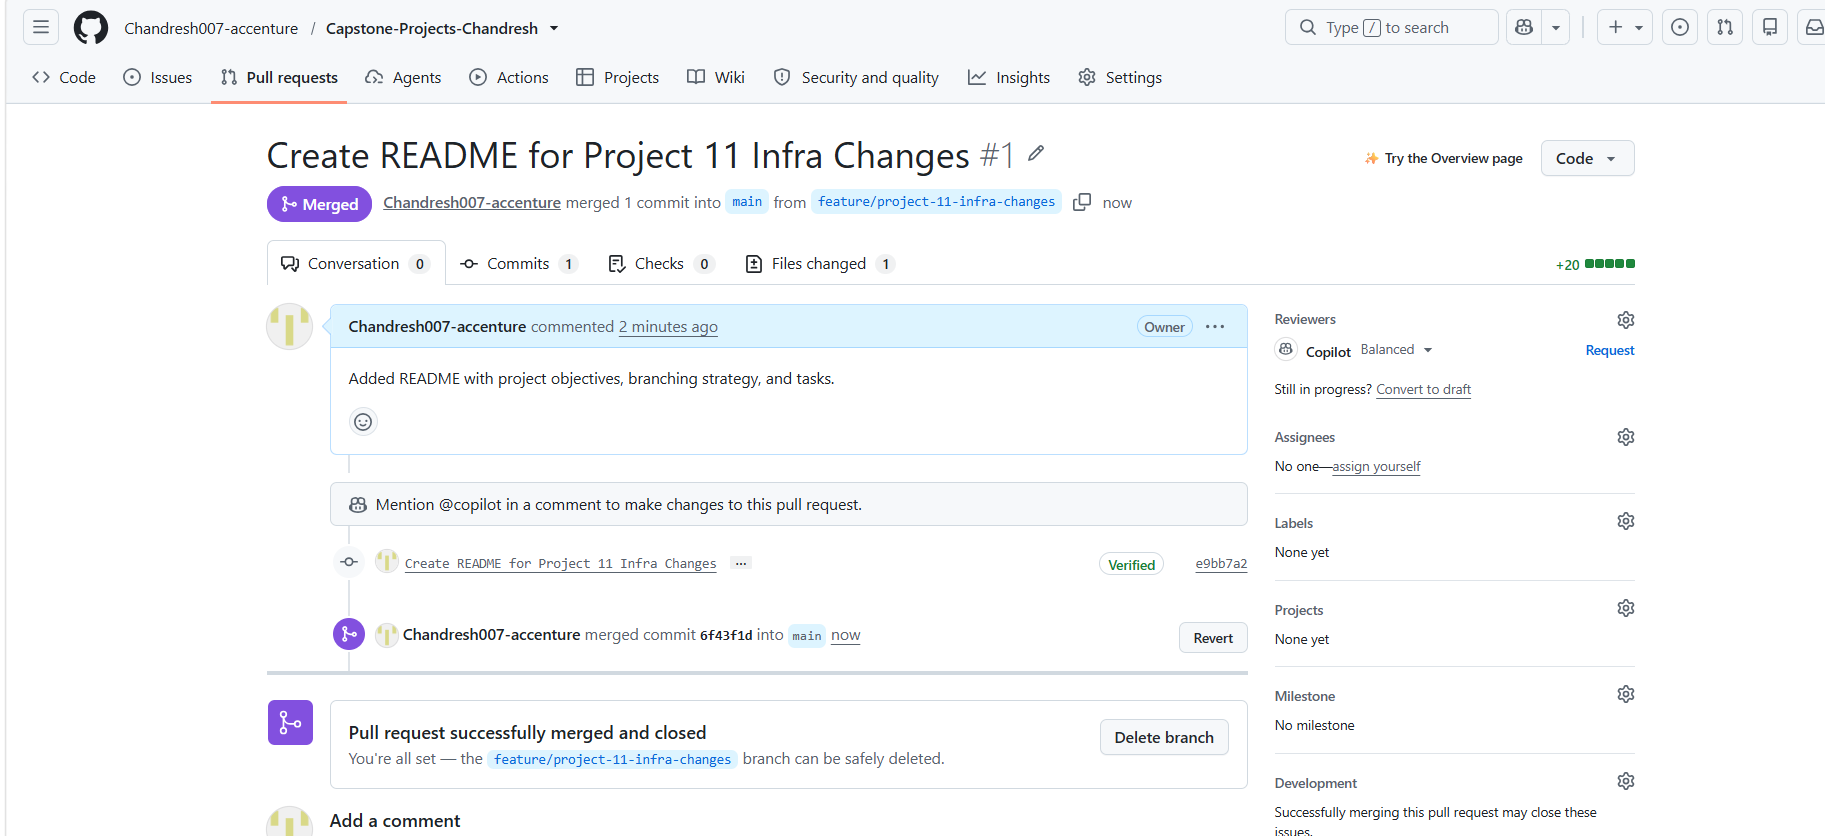 Chandresh007-accenture / Capstone-Projects-Chandresh
Type / to search
Code Issues Pull requests Agents Actions Projects Wiki Security and quality Insights Settings
Create README for Project 11 Infra Changes #1
Try the Overview page
Code
Merged Chandresh007-accenture merged 1 commit into main from feature/project-11-infra-changes now
Conversation 0 Commits 1 Checks 0 Files changed 1
+20
Chandresh007-accenture commented 2 minutes ago
Owner
Added README with project objectives, branching strategy, and tasks.
Mention @copilot in a comment to make changes to this pull request.
Create README for Project 11 Infra Changes ...
Verified
e9bb7a2
Chandresh007-accenture merged commit 6f43f1d into main now
Revert
Pull request successfully merged and closed
You're all set — the feature/project-11-infra-changes branch can be safely deleted.
Delete branch
Add a comment
Reviewers
Copilot Balanced
Request
Still in progress? Convert to draft
Assignees
No one—assign yourself
Labels
None yet
Projects
None yet
Milestone
No milestone
Development
Successfully merging this pull request may close these
issues.